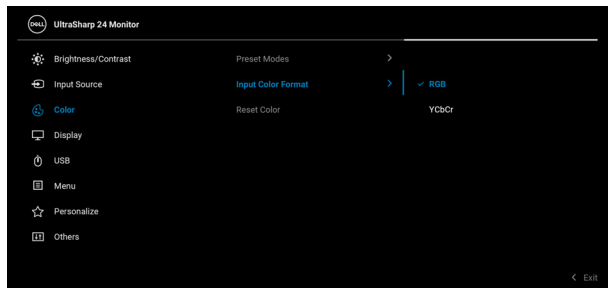 DELL UltraSharp 24 Monitor
Brightness/Contrast Preset Modes >
Input Source Input Color Format > ✓ RGB
Color Reset Color YCbCr
Display
USB
Menu
Personalize
Others
< Exit